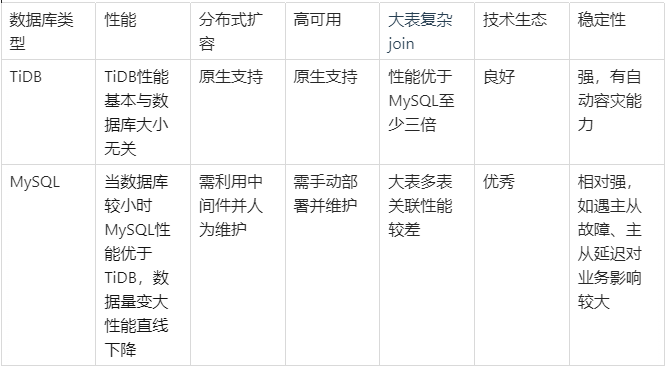 数据库类
型
性能
分布式扩
容
高可用
大表复杂
join
技术生态
稳定性
TiDB
TiDB性能
基本与数
据库大小
无关
原生支持
原生支持
性能优于
MySQL至
少三倍
良好
强，有自
动容灾能
力
MySQL
当数据库
较小时
MySQL性
能优于
TiDB，数
据量变大
性能直线
下降
需利用中
间件并人
为维护
需手动部
署并维护
大表多表
关联性能
较差
优秀
相对强，
如遇主从
故障、主
从延迟对
业务影响
较大